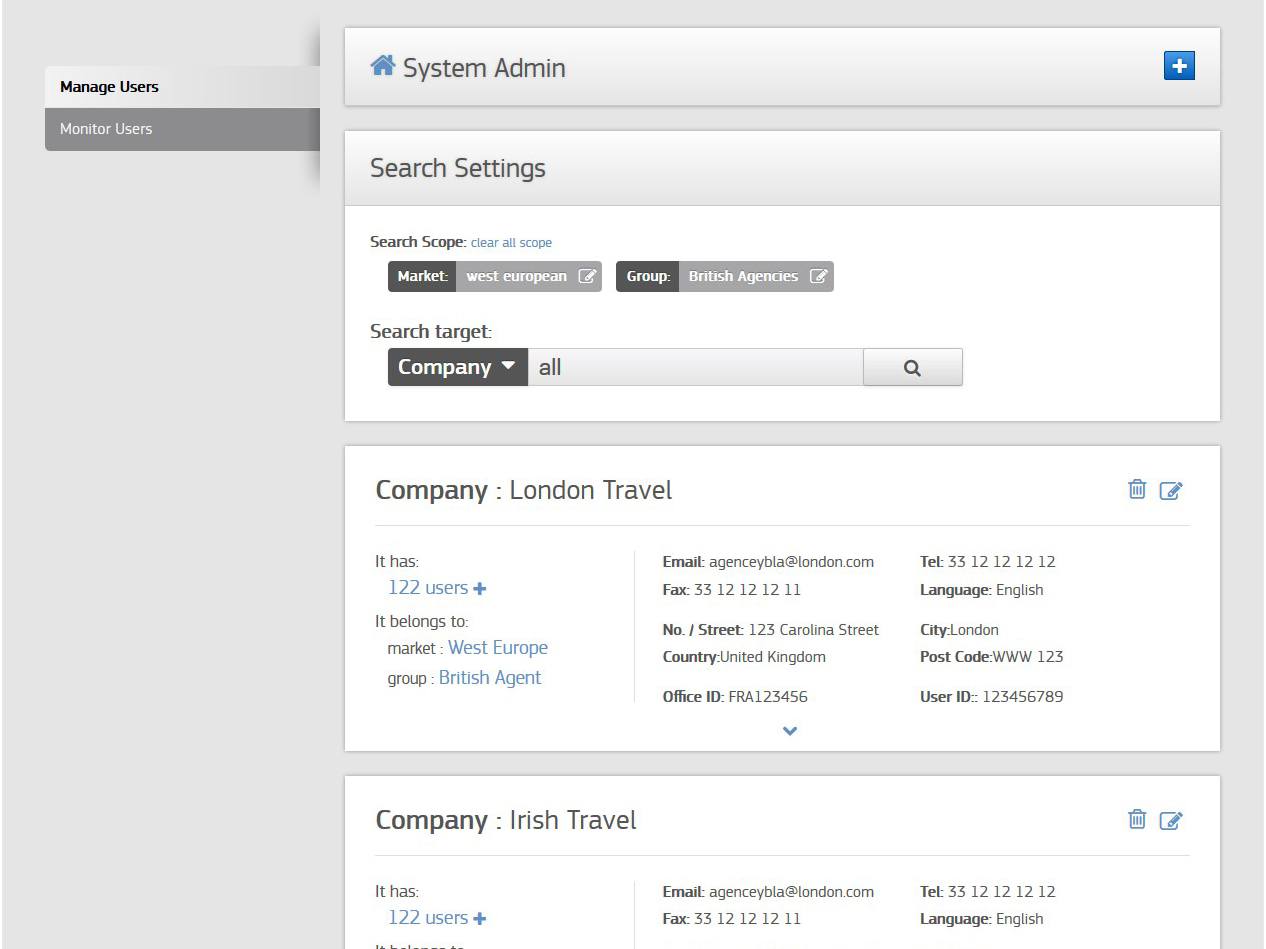 Manage Users
Monitor Users
System Admin
Search Settings
Search Scope: clear all scope
Market: west european Group: British Agencies
Search target:
Company all
Company : London Travel
It has:
122 users
It belongs to:
market : West Europe
group : British Agent
Email: agenceybla@london.com Tel: 33 12 12 12 12
Fax: 33 12 12 12 11 Language: English
No. / Street: 123 Carolina Street City:London
Country:United Kingdom Post Code:WWW 123
Office ID: FRA123456 User ID:: 123456789
Company : Irish Travel
It has:
122 users
It belongs to
Email: agenceybla@london.com Tel: 33 12 12 12 12
Fax: 33 12 12 12 11 Language: English